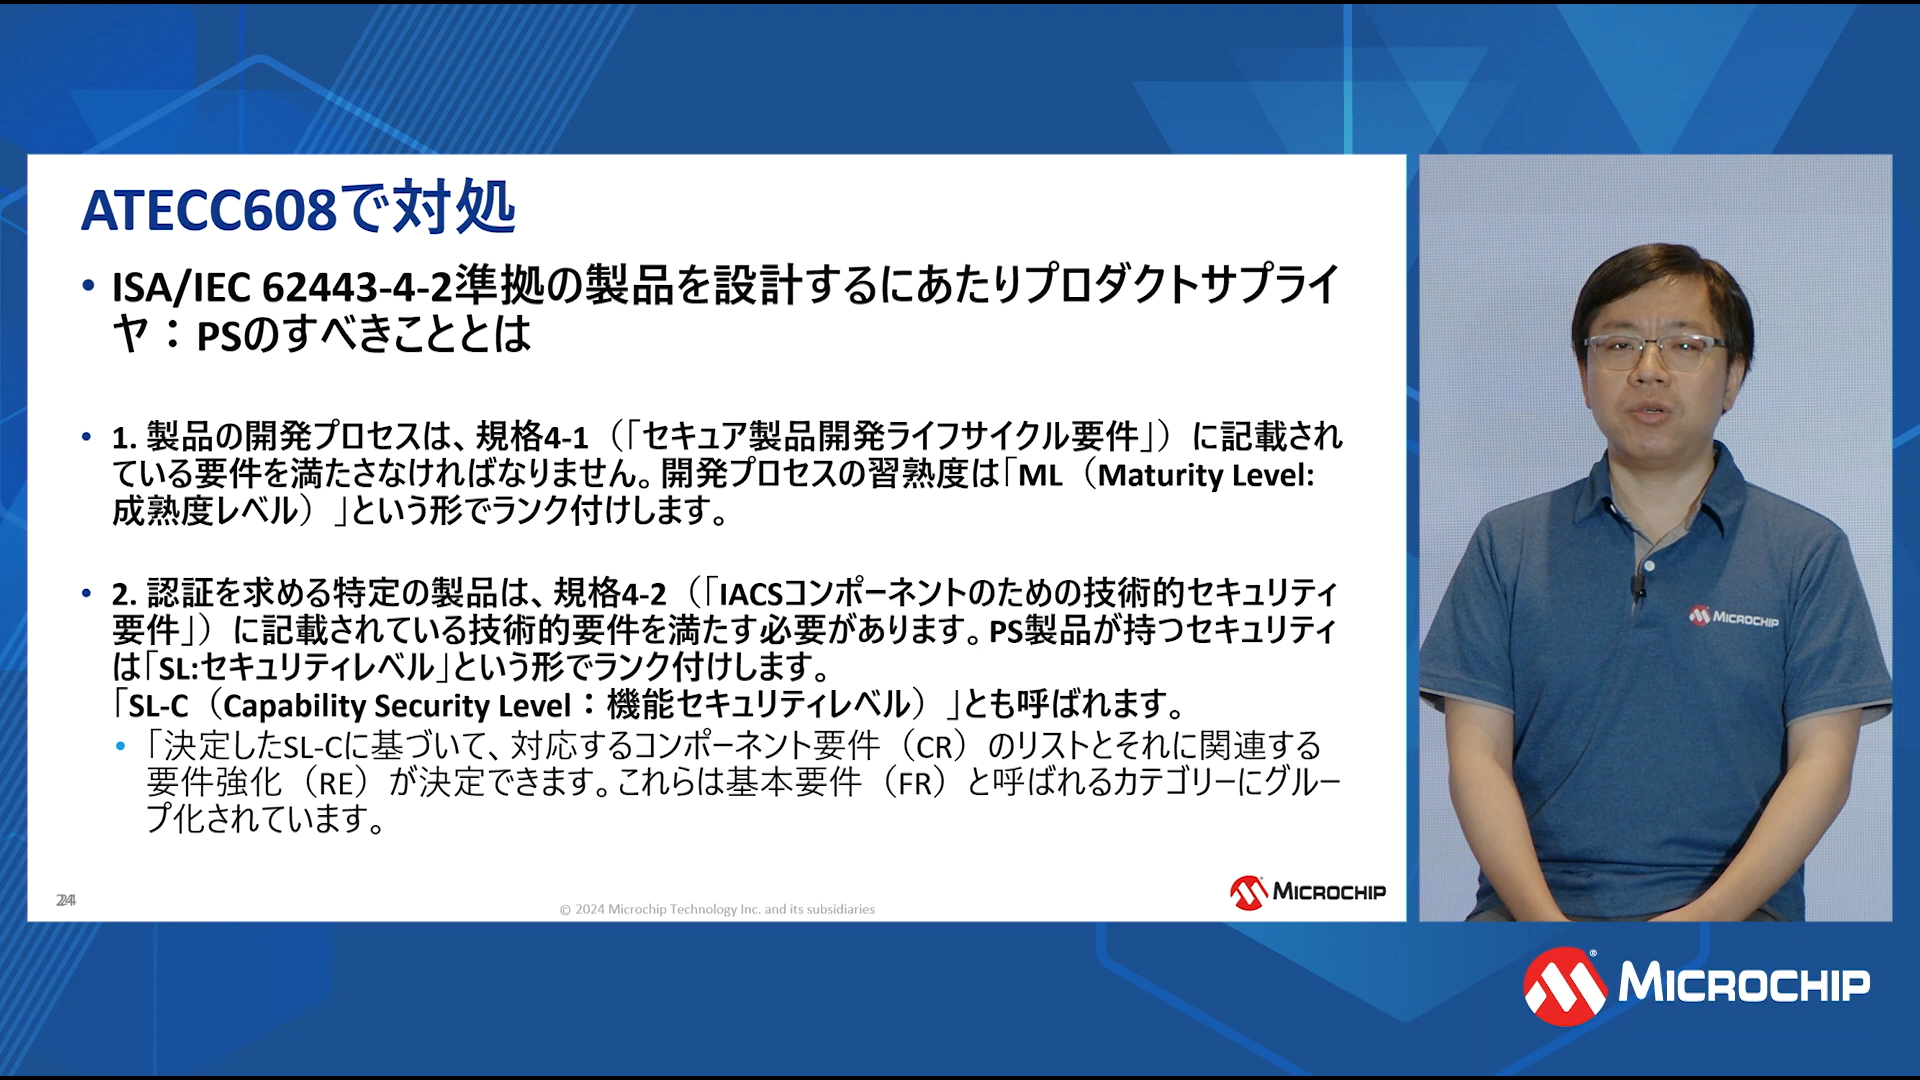 ATECC608で対処
• ISA/IEC 62443-4-2準拠の製品を設計するにあたりプロダクトサプライ
ヤ：PSのすべきこととは
• 1. 製品の開発プロセスは、規格4-1（「セキュア製品開発ライフサイクル要件」）に記載され
ている要件を満たさなければなりません。開発プロセスの習熟度は「ML（Maturity Level:
成熟度レベル）」という形でランク付けします。
• 2. 認証を求める特定の製品は、規格4-2（「IACSコンポーネントのための技術的セキュリティ
要件」）に記載されている技術的要件を満たす必要があります。PS製品が持つセキュリティ
は「SL:セキュリティレベル」という形でランク付けします。
「SL-C（Capability Security Level：機能セキュリティレベル）」とも呼ばれます。
• 「決定したSL-Cに基づいて、対応するコンポーネント要件（CR）のリストとそれに関連する
要件強化（RE）が決定できます。これらは基本要件（FR）と呼ばれるカテゴリーにグルー
プ化されています。
24
© 2024 Microchip Technology Inc. and its subsidiaries
MICROCHIP
MICROCHIP
MICROCHIP